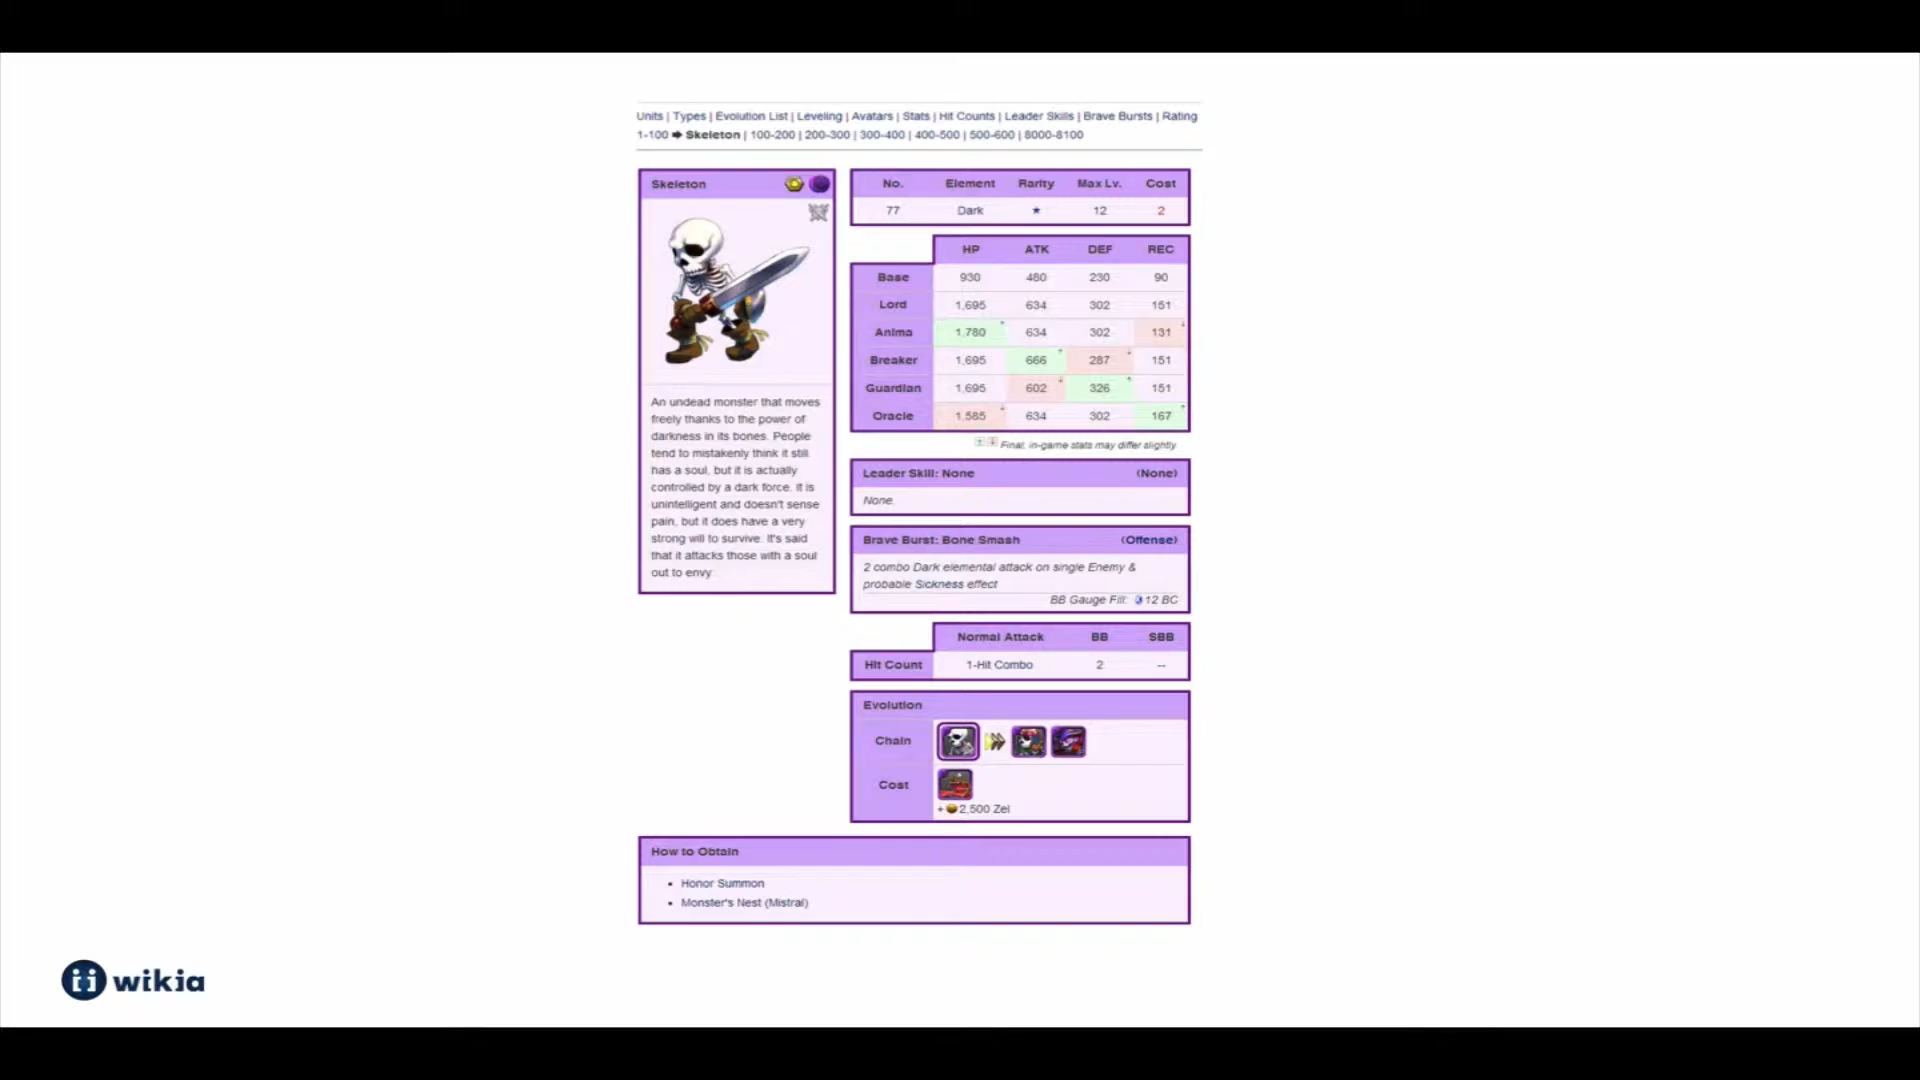 Units | Types | Evolution List | Leveling | Avatars | Stats | Hit Counts | Leader Skills | Brave Bursts | Rating
1-100 ➡ Skeleton | 100-200 | 200-300 | 300-400 | 400-500 | 500-600 | 8000-8100
Skeleton
An undead monster that moves
freely thanks to the power of
darkness in its bones. People
tend to mistakenly think it still
has a soul, but it is actually
controlled by a dark force. It is
unintelligent and doesn't sense
pain, but it does have a very
strong will to survive. It's said
that it attacks those with a soul
out to envy
No. Element Rarity Max Lv. Cost
77 Dark ★ 12 2
HP ATK DEF REC
Base 930 480 230 90
Lord 1,695 634 302 151
Anima 1,780 634 302 131
Breaker 1,695 666 287 151
Guardian 1,695 602 326 151
Oracle 1,585 634 302 167
↑ ↓ Final, in-game stats may differ slightly
Leader Skill: None (None)
None.
Brave Burst: Bone Smash (Offense)
2 combo Dark elemental attack on single Enemy &
probable Sickness effect
BB Gauge Fill: 12 BC
Normal Attack BB SBB
Hit Count 1-Hit Combo 2 --
Evolution
Chain
Cost
+ 2,500 Zel
How to Obtain
• Honor Summon
• Monster's Nest (Mistral)
wikia